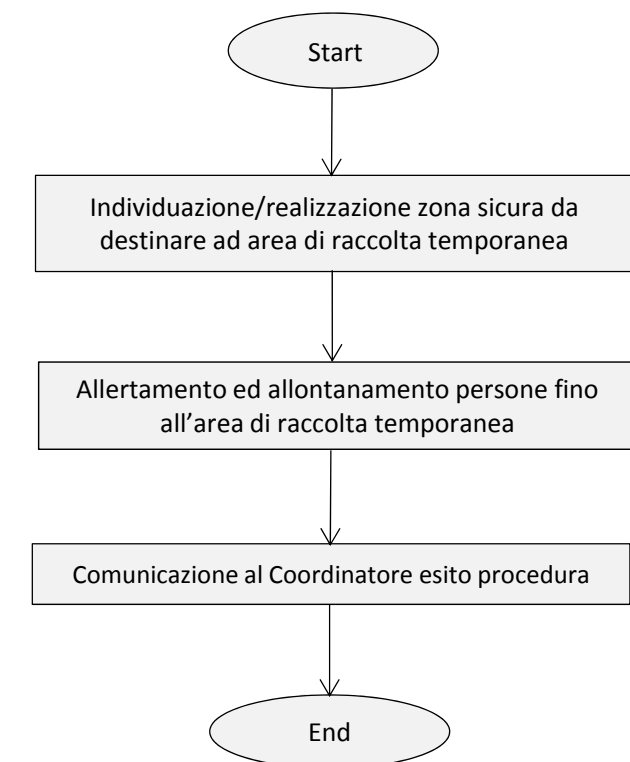 Start
Individuazione/realizzazione zona sicura da
destinare ad area di raccolta temporanea
Allertamento ed allontanamento persone fino
all’area di raccolta temporanea
Comunicazione al Coordinatore esito procedura
End